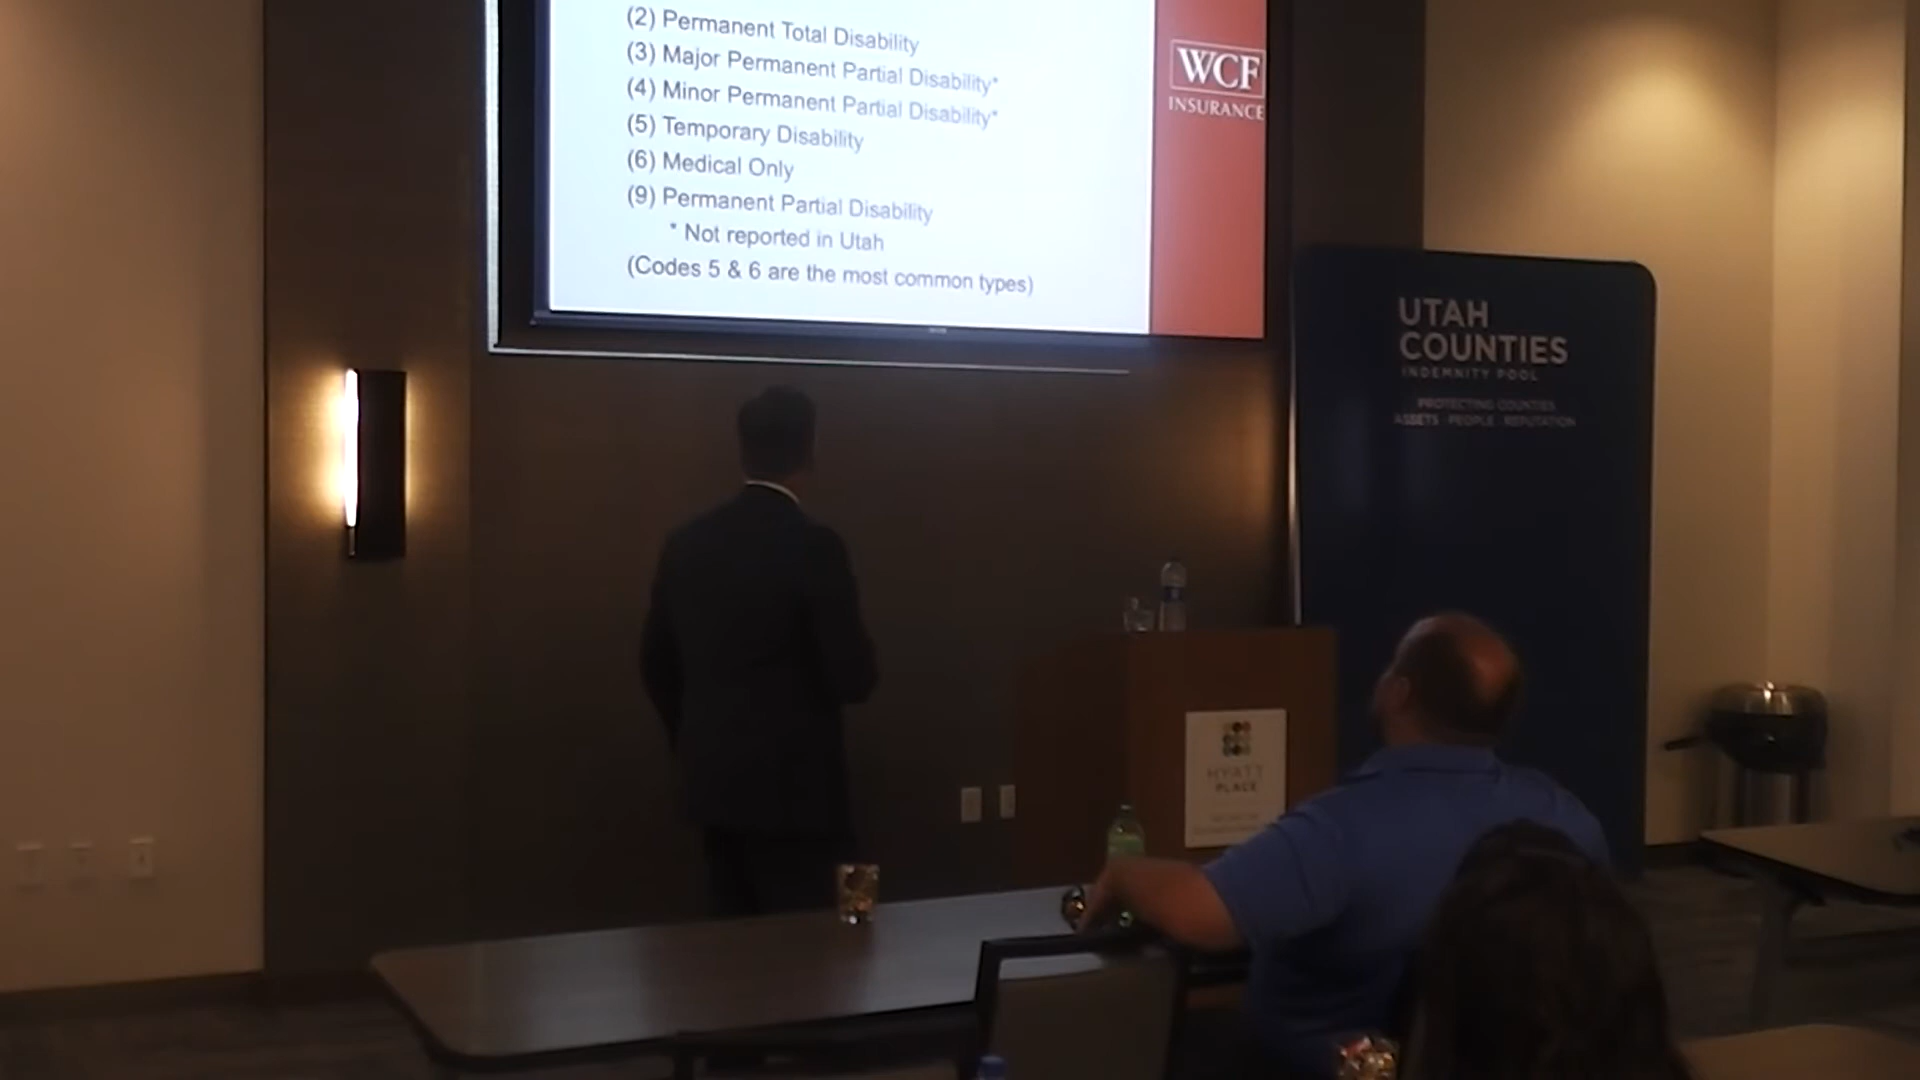 (2) Permanent Total Disability
(3) Major Permanent Partial Disability*
(4) Minor Permanent Partial Disability*
(5) Temporary Disability
(6) Medical Only
(9) Permanent Partial Disability
* Not reported in Utah
(Codes 5 & 6 are the most common types)
WCF
INSURANCE
UTAH
COUNTIES
INDEMNITY POOL
PROTECTING COUNTIES
ASSETS · PEOPLE · REPUTATION
HYATT
PLACE